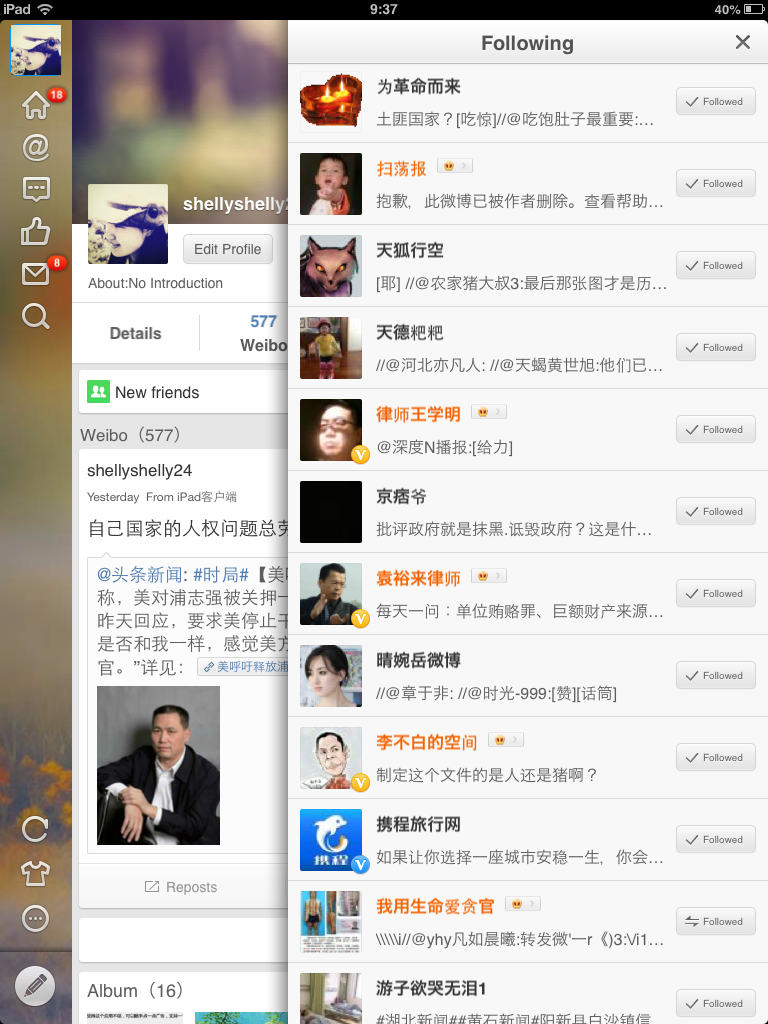 iPad
9:37
40%
18
8
shellyshelly2
Edit Profile
About:No Introduction
Details
577
Weibo
New friends
Weibo（577）
shellyshelly24
Yesterday From iPad客户端
自己国家的人权问题总
@头条新闻: #时局#【美
称，美对浦志强被关押一
昨天回应，要求美停止干
是否和我一样，感觉美方
官。”详见：
美呼吁释放浦
Reposts
Album（16）
Following
为革命而来
土匪国家？[吃惊]//@吃饱肚子最重要:…
Followed
扫荡报
抱歉，此微博已被作者删除。查看帮助…
Followed
天狐行空
[耶] //@农家猪大叔3:最后那张图才是历…
Followed
天德粑粑
//@河北亦凡人: //@天蝎黄世旭:他们已…
Followed
律师王学明
@深度N播报:[给力]
Followed
京痞爷
批评政府就是抹黑.诋毁政府？这是什…
Followed
袁裕来律师
每天一问：单位贿赂罪、巨额财产来源…
Followed
晴婉岳微博
//@章于非: //@时光-999:[赞][话筒]
Followed
李不白的空间
制定这个文件的是人还是猪啊？
Followed
携程
携程旅行网
如果让你选择一座城市安稳一生，你会…
Followed
我用生命爱贪官
\\\\\i//@yhy凡如晨曦:转发微'一r《)3:\/i1…
Followed
游子欲哭无泪1
#湖北新闻##黄石新闻#阳新县白沙镇信
Followed